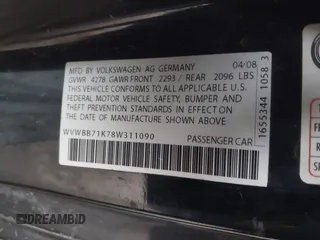 MFD. BY VOLKSWAGEN AG GERMANY 04/08
GVWR 4278 GAWR FRONT 2293 / REAR 2096 LBS
THIS VEHICLE CONFORMS TO ALL APPLICABLE U.S.
FEDERAL MOTOR VEHICLE SAFETY, BUMPER AND
THEFT PREVENTION STANDARDS IN EFFECT ON THE
DATE OF MANUFACTURE SHOWN ABOVE.
WVWBB71K78W311090 PASSENGER CAR
1655344 1058 3
DREAMBID